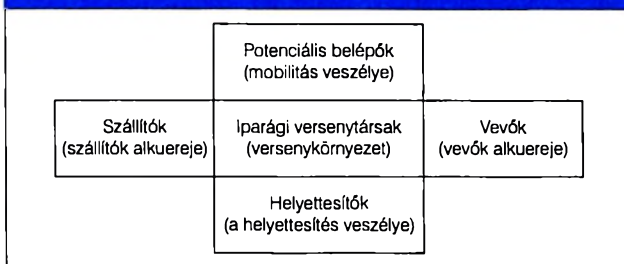 Potenciális belépők
(mobilitás veszélye)
Szállítók
(szállítók alkuereje)
Iparági versenytársak
(versenykörnyezet)
Vevők
(vevők alkuereje)
Helyettesítők
(a helyettesítés veszélye)